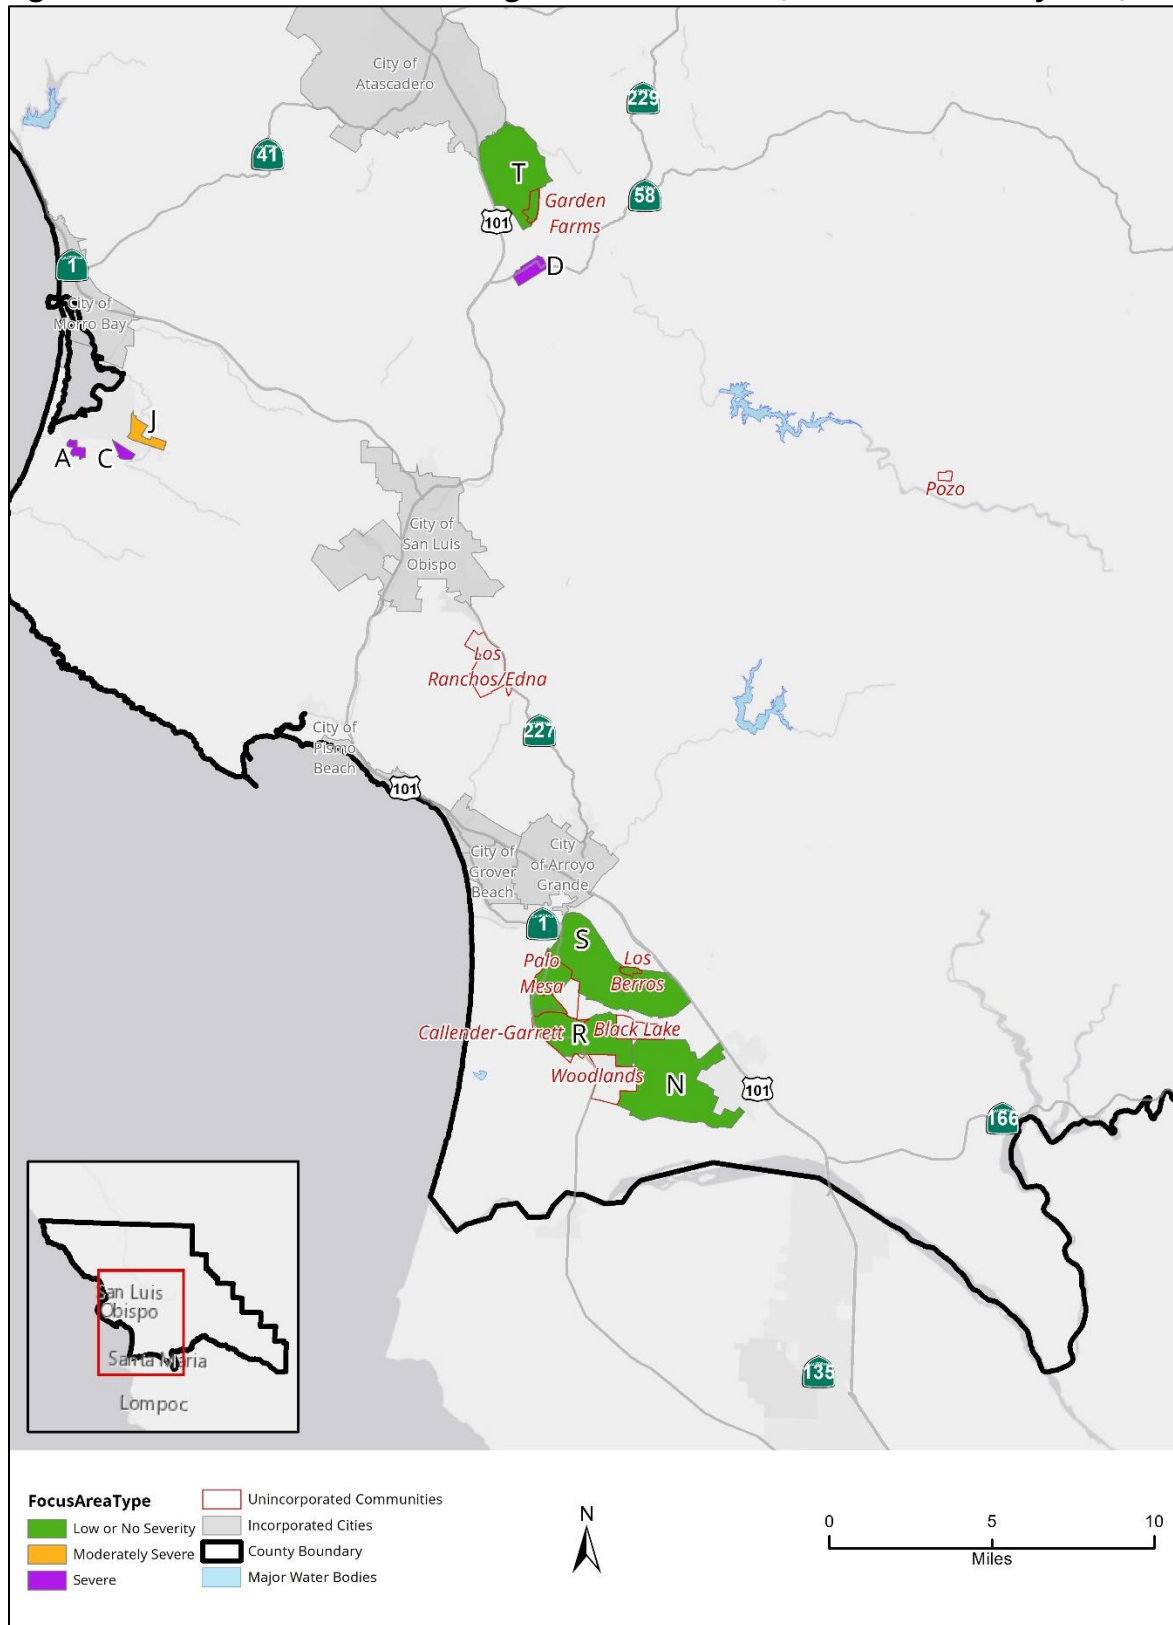 City of
Atascadero
229
41
T
58
Garden
Farms
101
D
1
City of
Morro Bay
J
A
C
Pozo
City of
San Luis
Obispo
Los
Ranchos/Edna
227
City of
Pismo
Beach
101
City of
Grover
Beach
City
of Arroyo
Grande
1
S
Palo
Mesa
Los
Berros
Callender-Garrett
R
Black Lake
Woodlands
N
101
166
135
San Luis
Obispo
Santa Maria
Lompoc
FocusAreaType
Low or No Severity
Moderately Severe
Severe
Unincorporated Communities
Incorporated Cities
County Boundary
Major Water Bodies
N
0 5 10
Miles